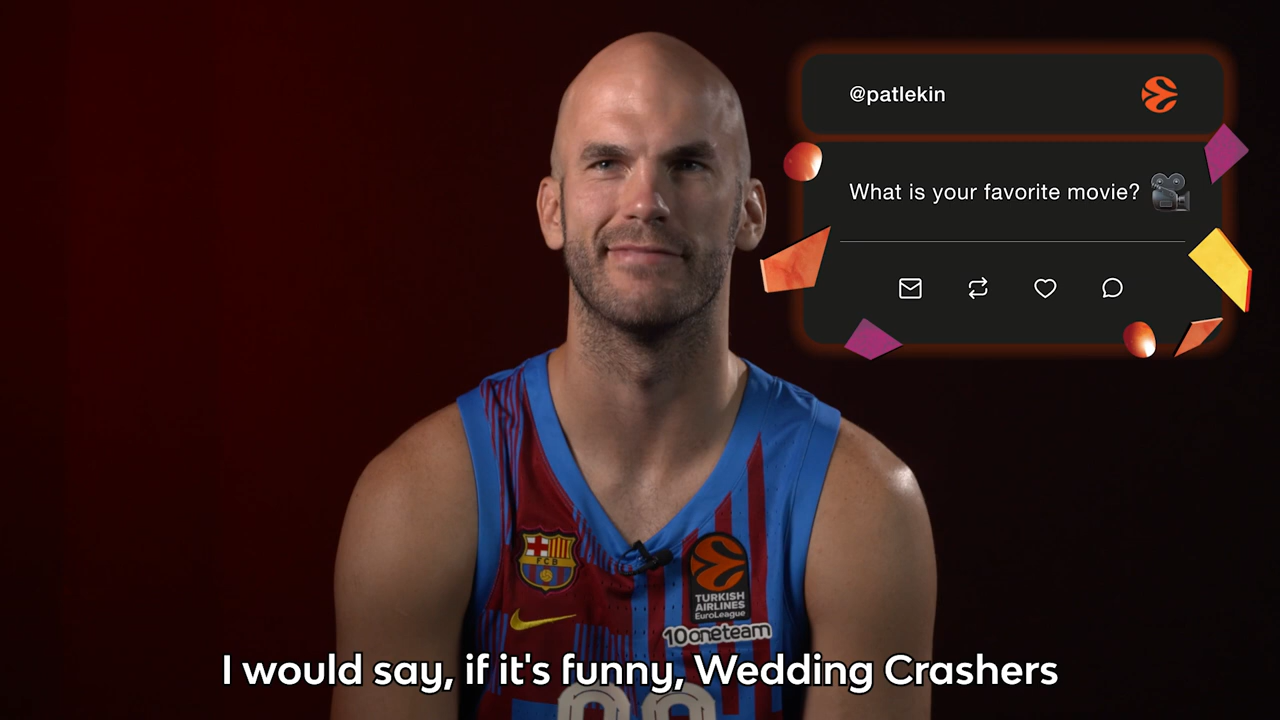 @patlekin
What is your favorite movie?
FCB
TURKISH
AIRLINES
EuroLeague
10oneteam
I would say, if it's funny, Wedding Crashers